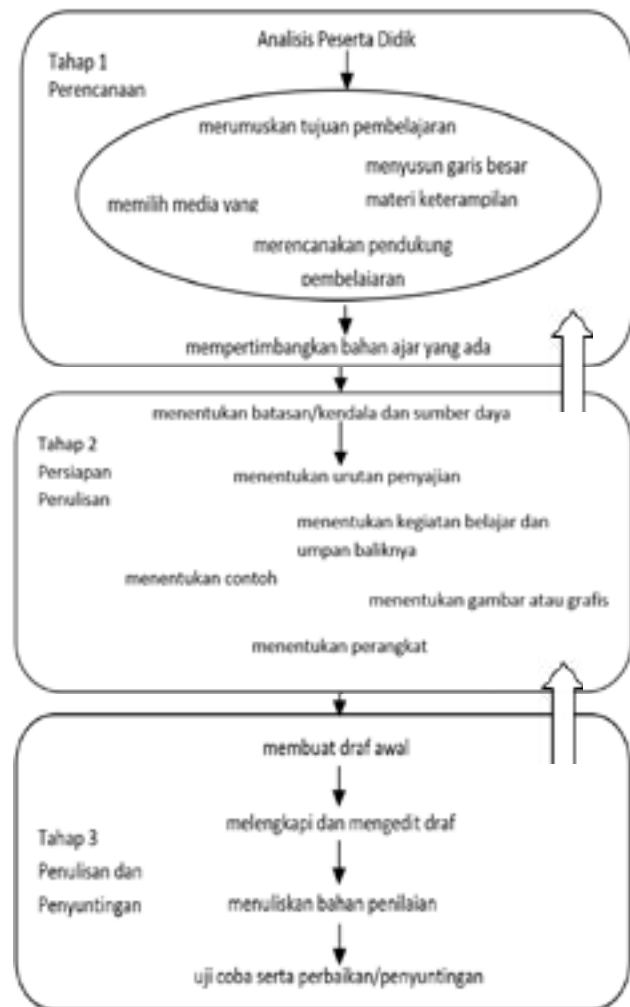 Analisis Peserta Didik
Tahap 1
Perencanaan
merumuskan tujuan pembelajaran
menyusun garis besar
materi keterampilan
memilih media yang
merencanakan pendukung
pembelajaran
mempertimbangkan bahan ajar yang ada
menentukan batasan/kendala dan sumber daya
Tahap 2
Persiapan
Penulisan
menentukan urutan penyajian
menentukan kegiatan belajar dan
umpan baliknya
menentukan contoh
menentukan gambar atau grafis
menentukan perangkat
membuat draf awal
melengkapi dan mengedit draf
Tahap 3
Penulisan dan
Penyuntingan
menuliskan bahan penilaian
uji coba serta perbaikan/penyuntingan